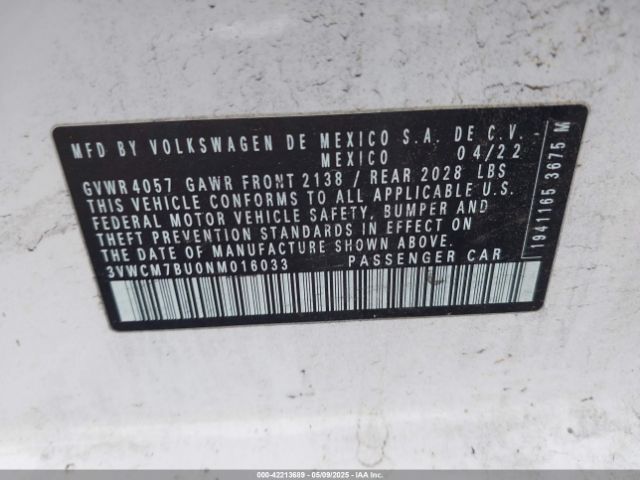 MFD BY VOLKSWAGEN DE MEXICO S.A. DE C.V.-
MEXICO 04/22
GVWR 4057 GAWR FRONT 2138 / REAR 2028 LBS
THIS VEHICLE CONFORMS TO ALL APPLICABLE U.S.
FEDERAL MOTOR VEHICLE SAFETY, BUMPER AND
THEFT PREVENTION STANDARDS IN EFFECT ON
THE DATE OF MANUFACTURE SHOWN ABOVE.
3VWCM7BU0NM016033 PASSENGER CAR
1941165 3675 M
000-42213689 - 05/09/2025 - IAAI.COM